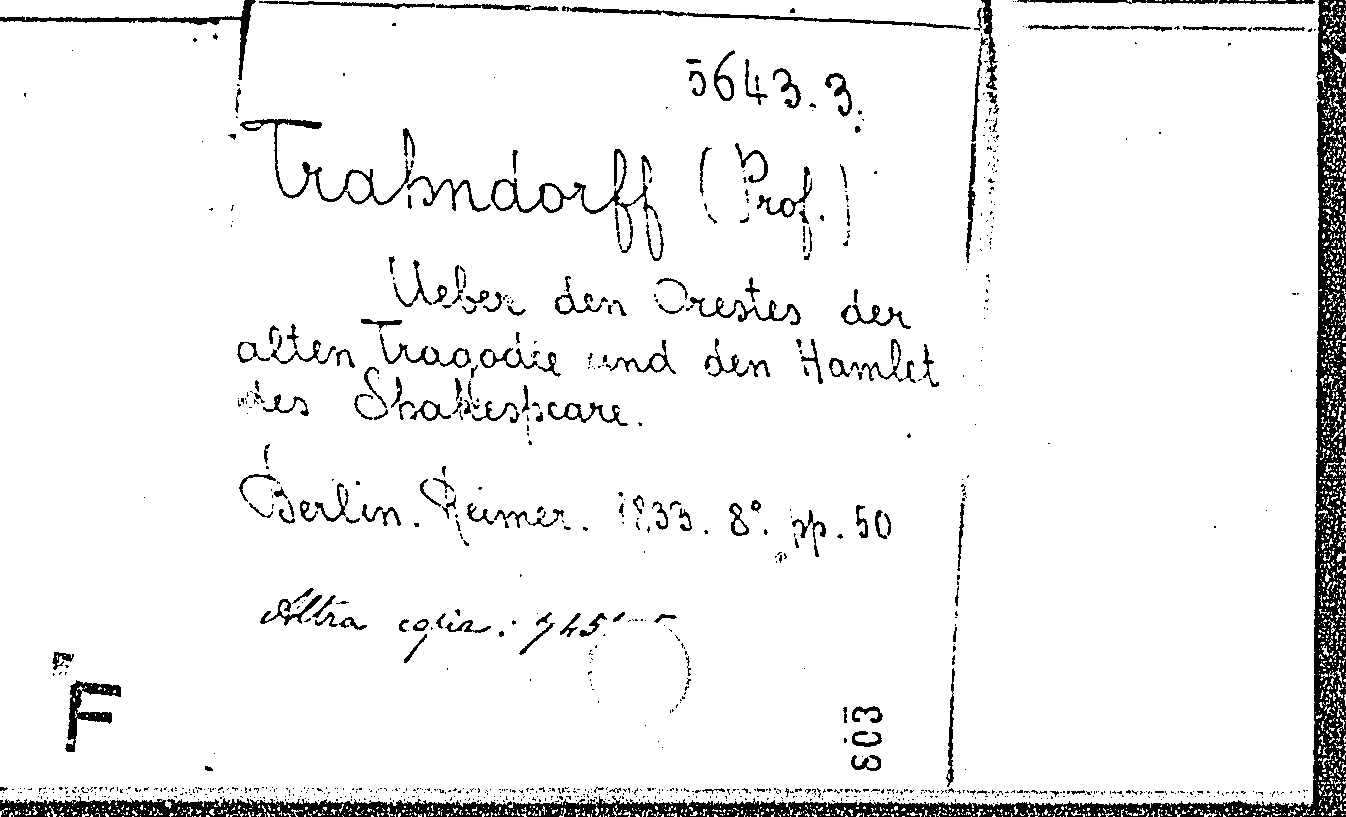 5643.3.
Trahndorff (Prof.)
Ueber den Orestes der
alten Tragodie und den Hamlet
des Shakespeare.
Berlin. Reimer. 1833. 8°. pp. 50
Altra copia:
F
803